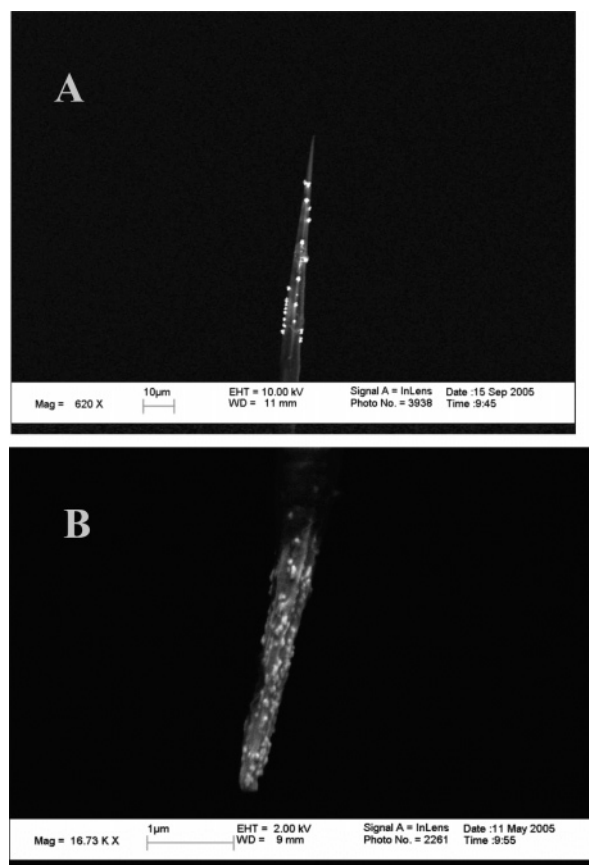 A
10µm
EHT = 10.00 kV
Signal A = InLens
Date :15 Sep 2005
Mag = 620 X
WD = 11 mm
Photo No. = 3938
Time :9:45
B
1µm
EHT = 2.00 kV
Signal A = InLens
Date :11 May 2005
Mag = 16.73 K X
WD = 9 mm
Photo No. = 2261
Time :9:55